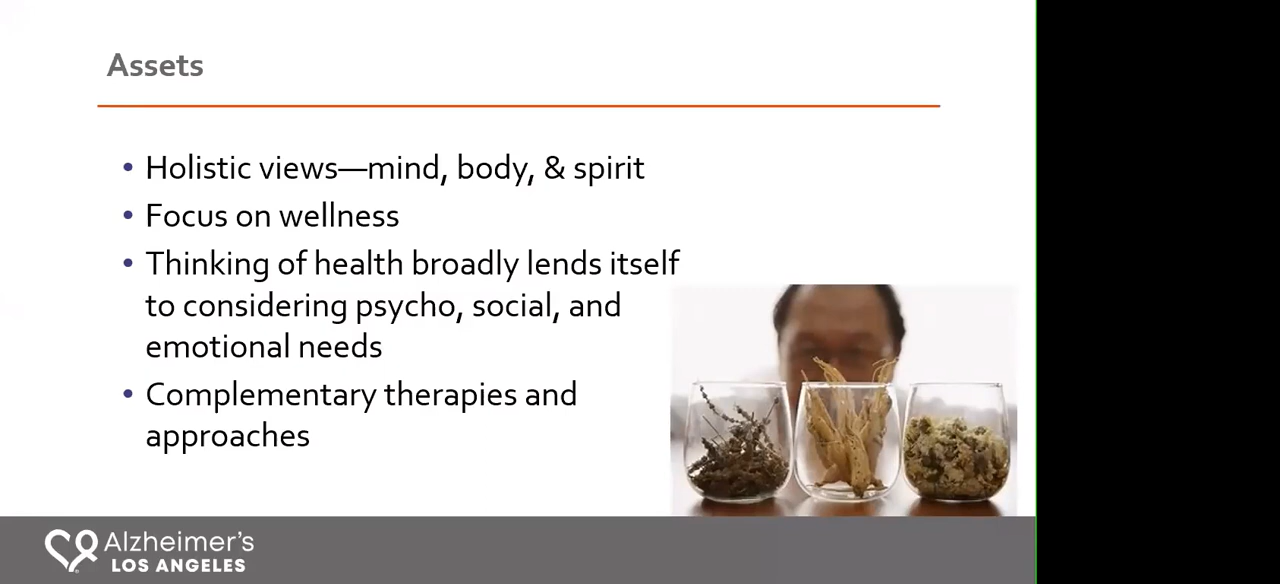 Assets
• Holistic views—mind, body, & spirit
• Focus on wellness
• Thinking of health broadly lends itself
to considering psycho, social, and
emotional needs
• Complementary therapies and
approaches
Alzheimer's
LOS ANGELES